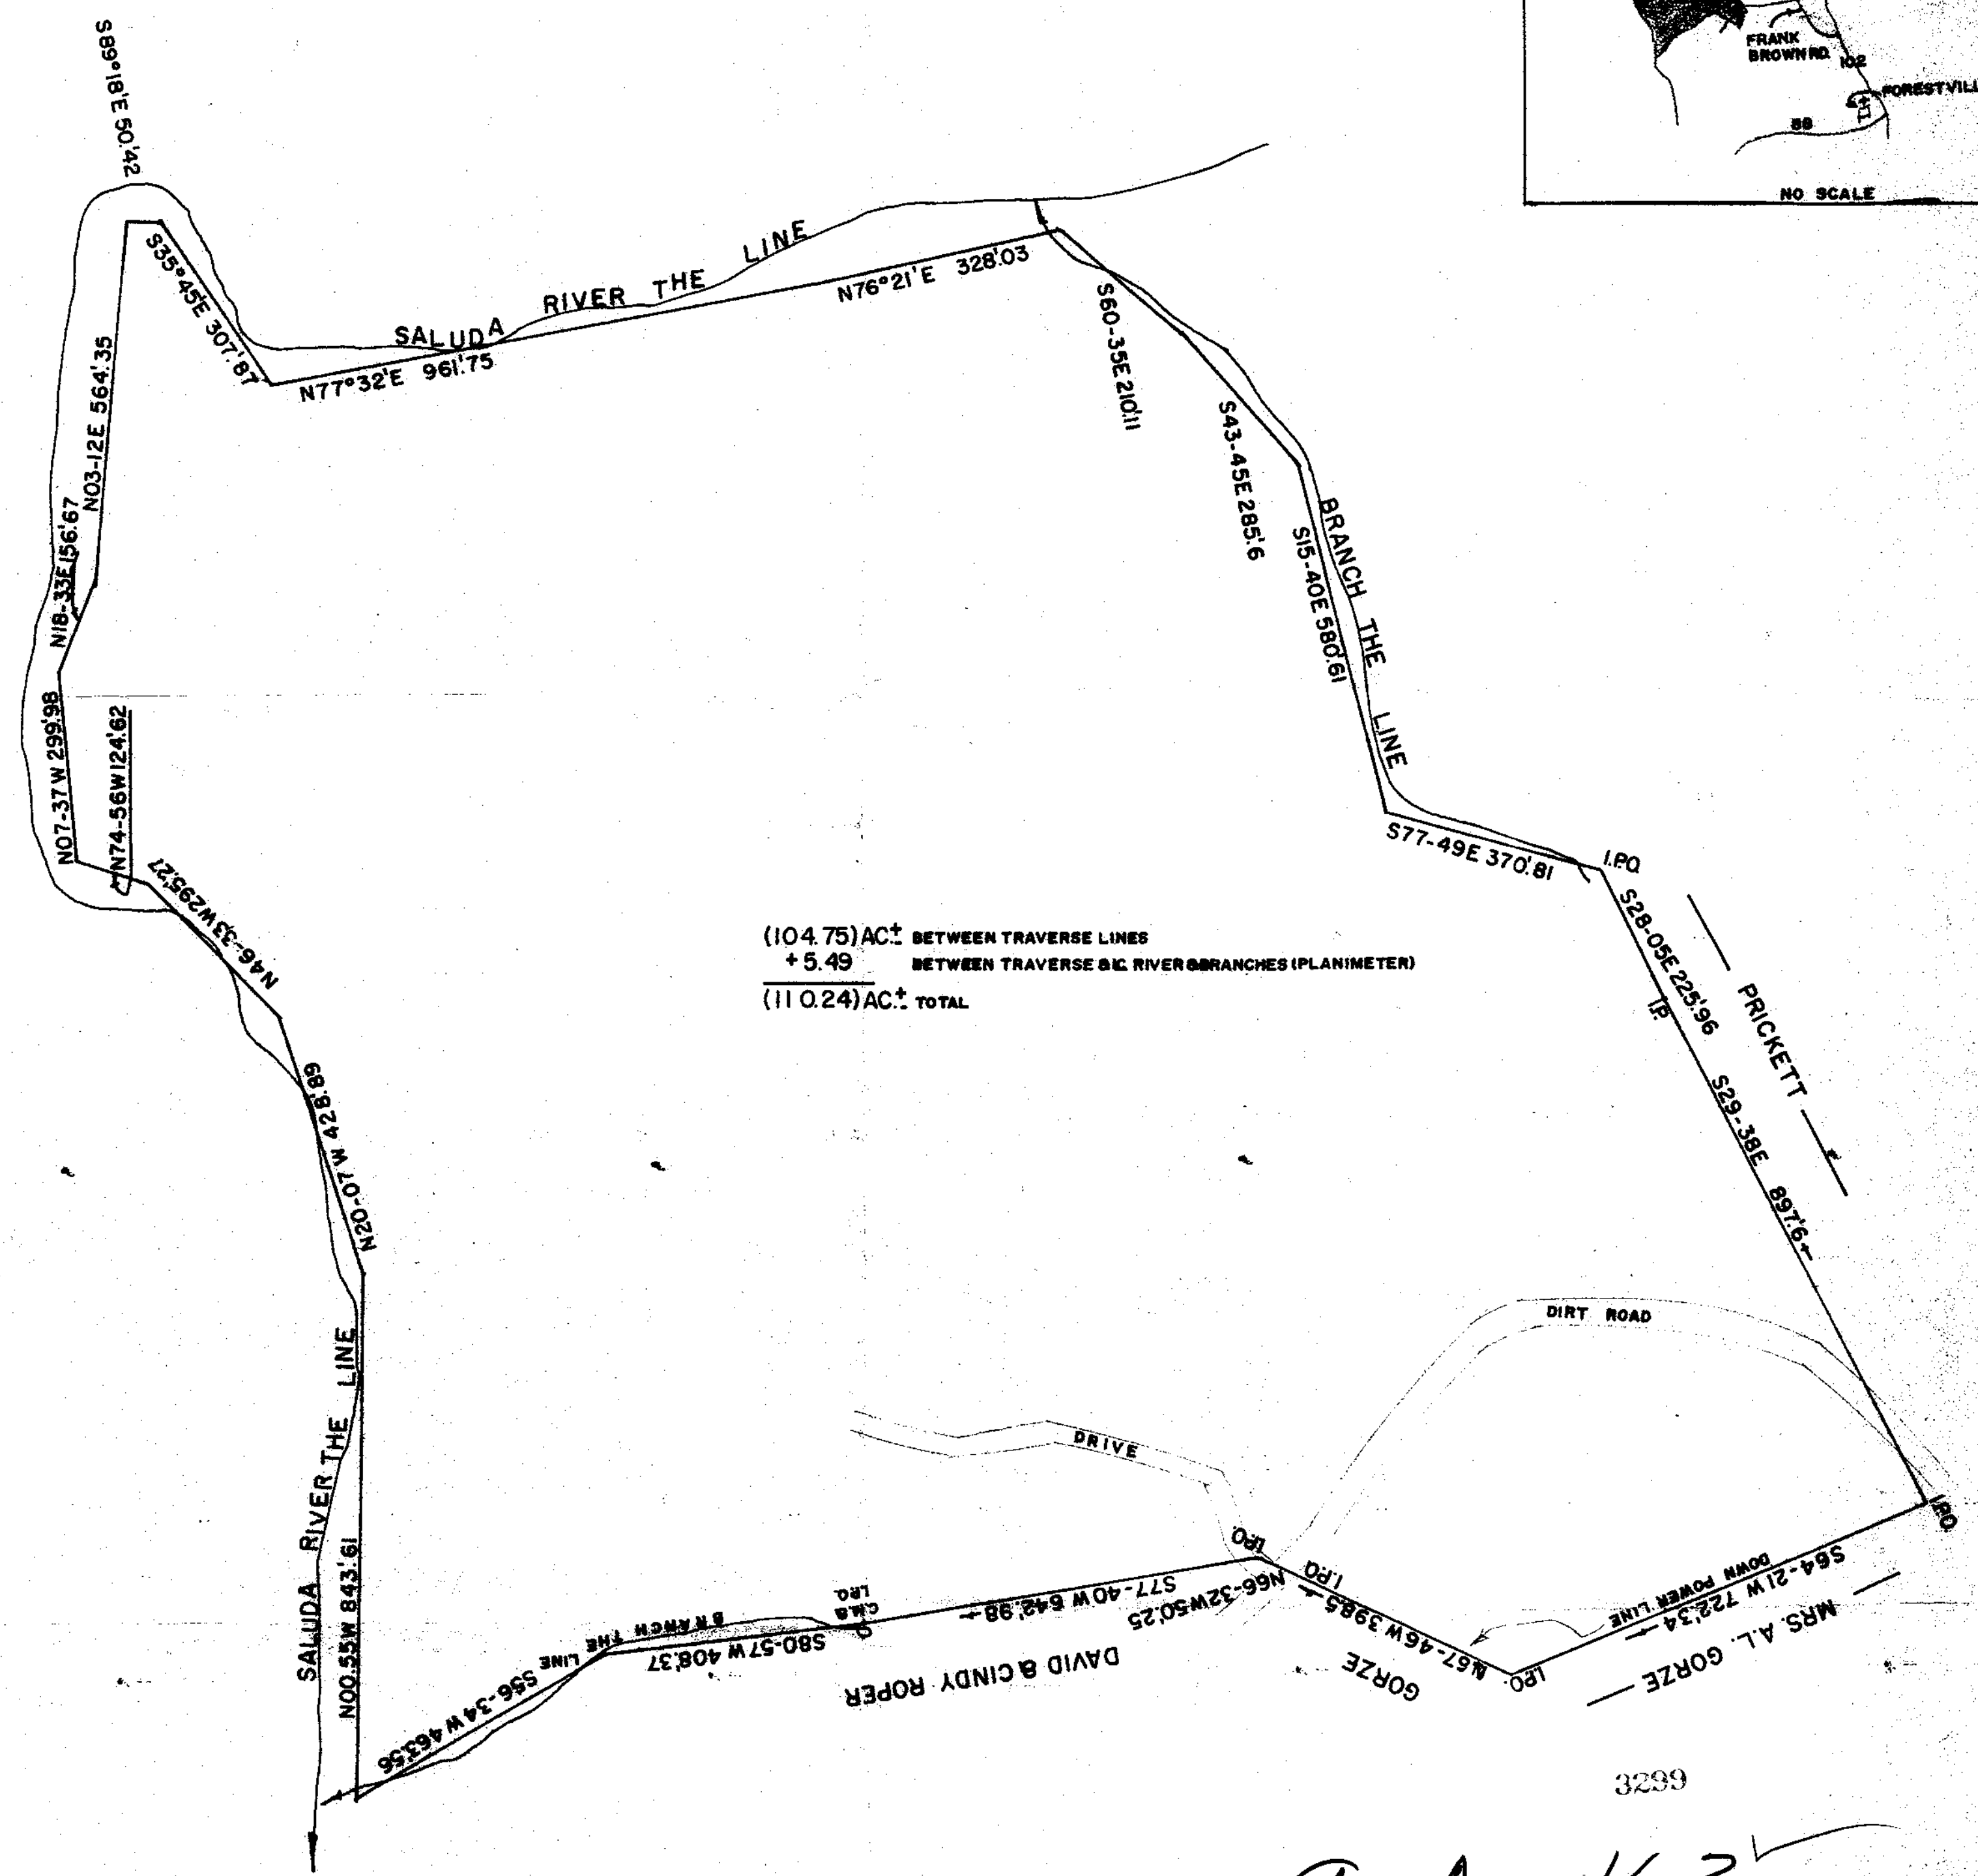 FRANK
BROWN RD.
102
88
NO SCALE
S89°18'E 50.'42
S35°45'E 307.'87
SALUDA RIVER THE LINE
N77°32'E 961.'75
N76°21'E 328.'03
S60-35E 210.'11
S43-45E 285.'6
S15-40E 580.'61
BRANCH THE LINE
S77-49E 370.'81
I.P.O.
S28-05E 225.'96
I.P.
PRICKETT
S29-38E 897.'6
N03-12E 564.'35
N18-33E 156.'67
N07-37W 299.'98
N74-56W 124.'62
N46-33W 295.'27
N20-07W 428.'89
(104.75) AC.± BETWEEN TRAVERSE LINES
+ 5.49 BETWEEN TRAVERSE & RIVER & BRANCHES (PLANIMETER)
(110.24) AC.± TOTAL
DIRT ROAD
DRIVE
SALUDA RIVER THE LINE
N00.55W 843.'61
I.P.O.
S64-21W 722.'34
DOWN POWER LINE
MRS. A.L. GORZE
I.P.O.
N67-46W 398.5
GORZE
I.P.O.
I.P.O.
N66-32W 50.25
S77-40W 642.'98
DAVID & CINDY ROPER
I.P.O.
S80-57W 408.'37
BRANCH THE LINE
S56-34W 463.'56
3299